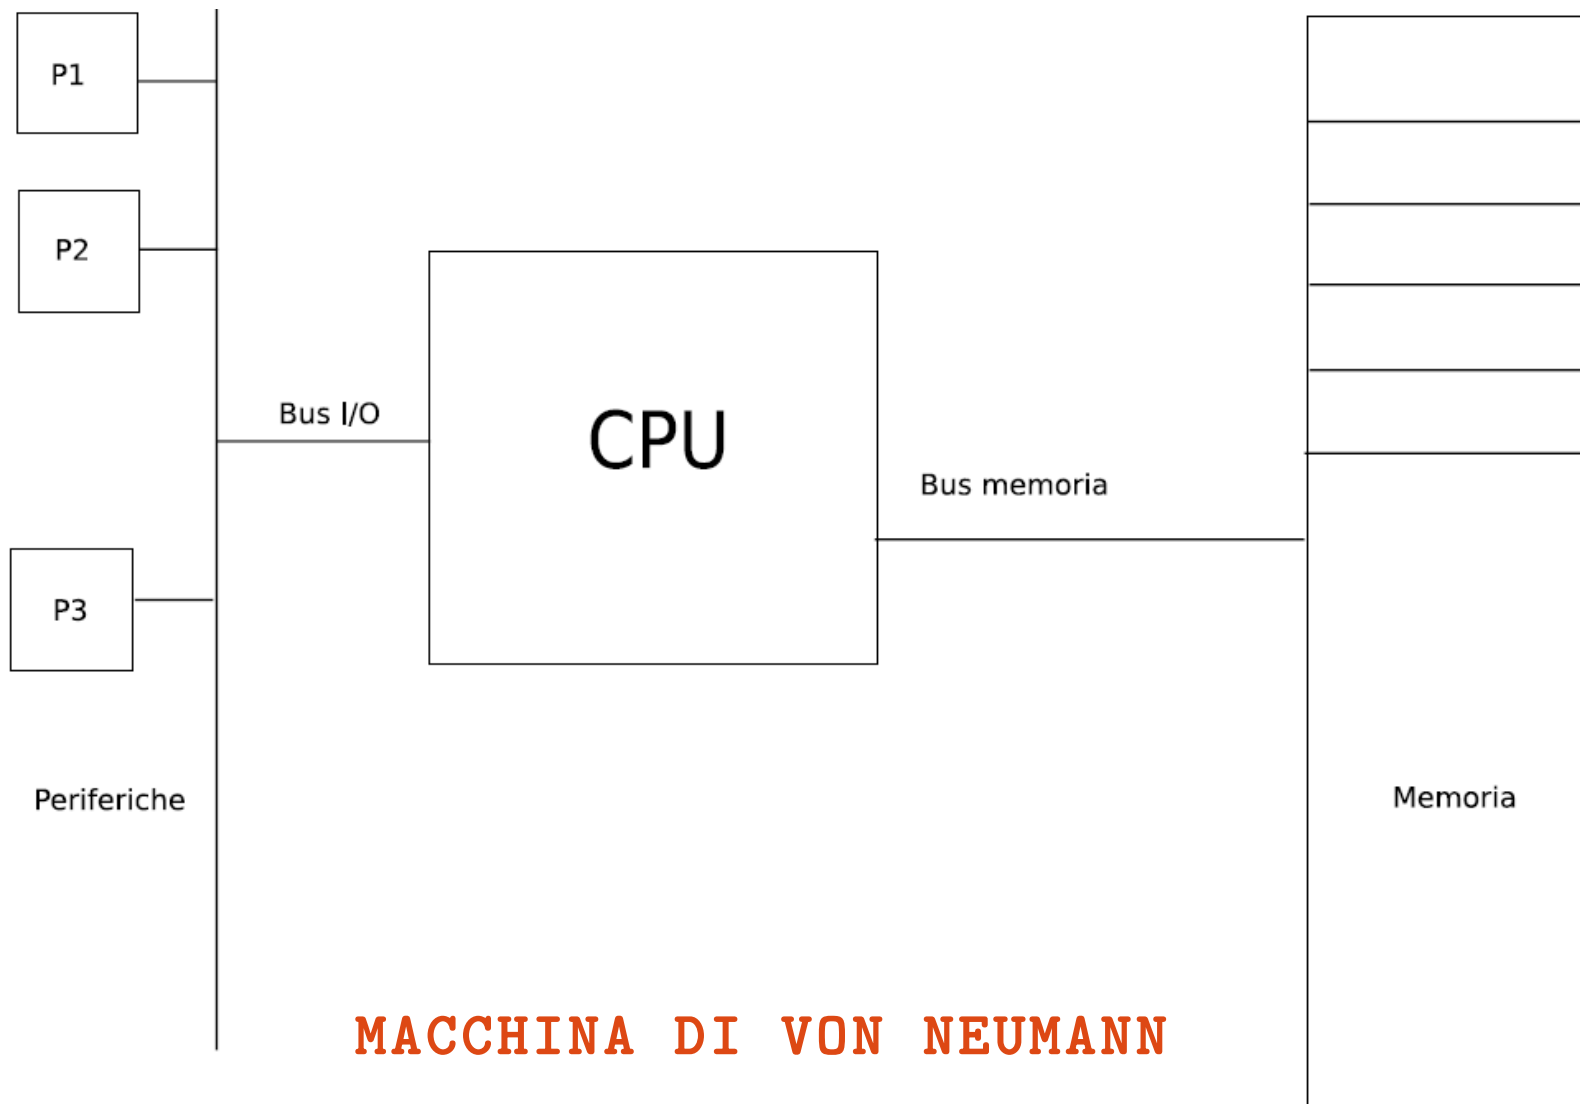 P1
P2
Bus I/O
CPU
Bus memoria
P3
Periferiche
Memoria
MACCHINA DI VON NEUMANN